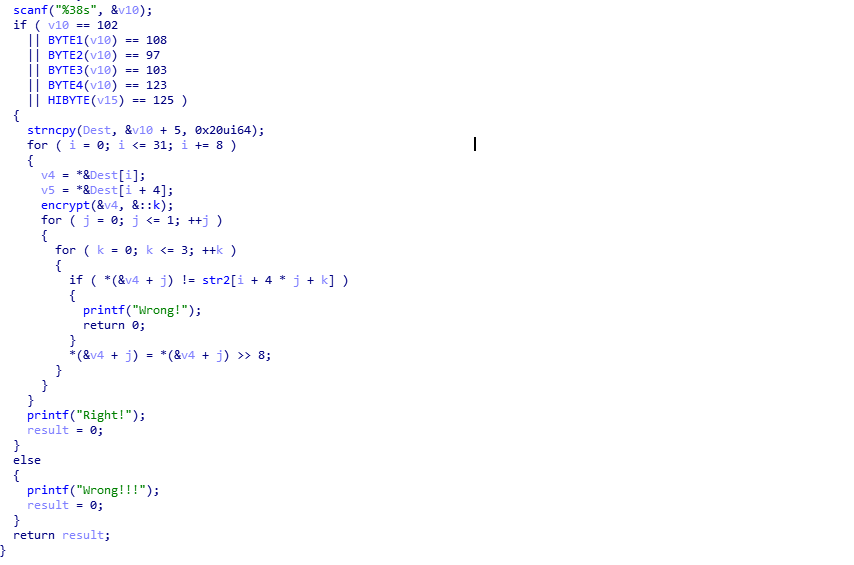 scanf("%38s", &v10);
if ( v10 == 102
|| BYTE1(v10) == 108
|| BYTE2(v10) == 97
|| BYTE3(v10) == 103
|| BYTE4(v10) == 123
|| HIBYTE(v15) == 125 )
{
strncpy(Dest, &v10 + 5, 0x20ui64);
for ( i = 0; i <= 31; i += 8 )
{
v4 = *&Dest[i];
v5 = *&Dest[i + 4];
encrypt(&v4, &::k);
for ( j = 0; j <= 1; ++j )
{
for ( k = 0; k <= 3; ++k )
{
if ( *(&v4 + j) != str2[i + 4 * j + k] )
{
printf("Wrong!");
return 0;
}
*(&v4 + j) = *(&v4 + j) >> 8;
}
}
}
printf("Right!");
result = 0;
}
else
{
printf("Wrong!!!");
result = 0;
}
return result;
}